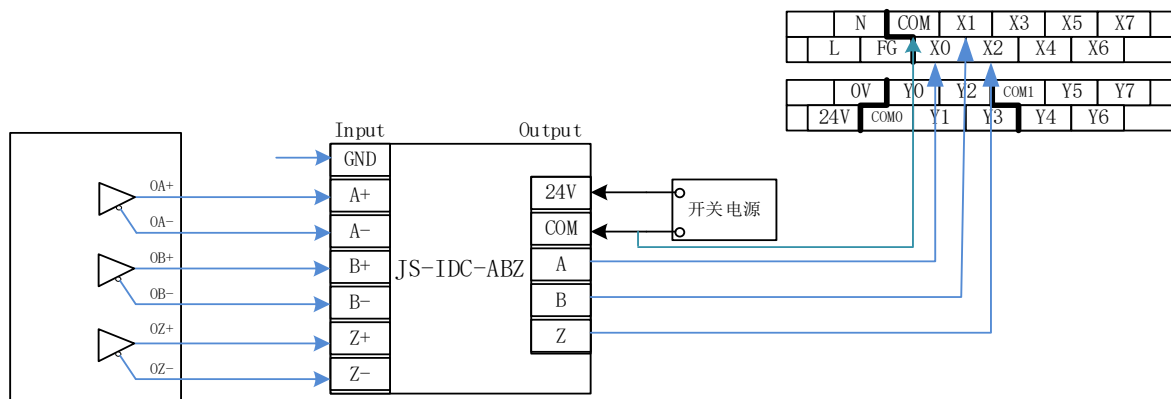 N COM X1 X3 X5 X7
L FG X0 X2 X4 X6
0V Y0 Y2 COM1 Y5 Y7
24V COM0 Y1 Y3 Y4 Y6
Input
Output
GND
A+
A-
B+
B-
Z+
Z-
JS-IDC-ABZ
24V
COM
A
B
Z
开关电源
OA+
OA-
OB+
OB-
OZ+
OZ-